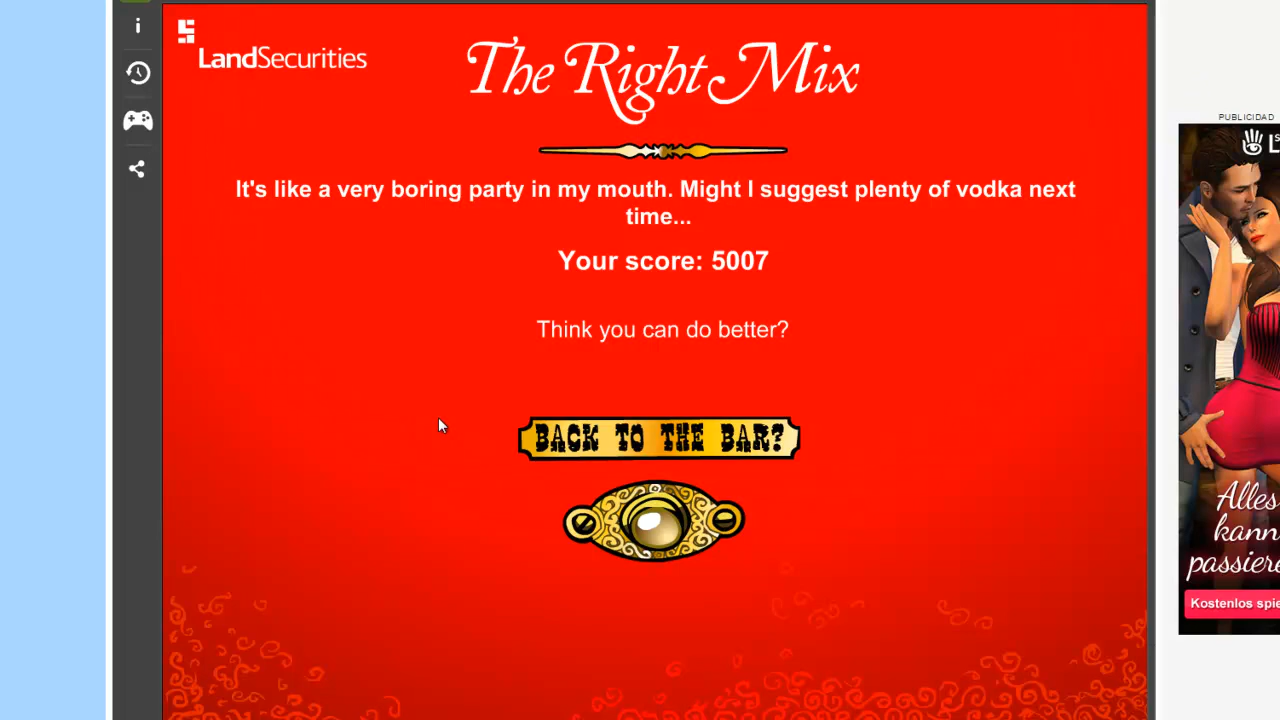 LandSecurities
The Right Mix
It's like a very boring party in my mouth. Might I suggest plenty of vodka next
time...
Your score: 5007
Think you can do better?
BACK TO THE BAR?
PUBLICIDAD
Alles
kann
passiere
Kostenlos spie